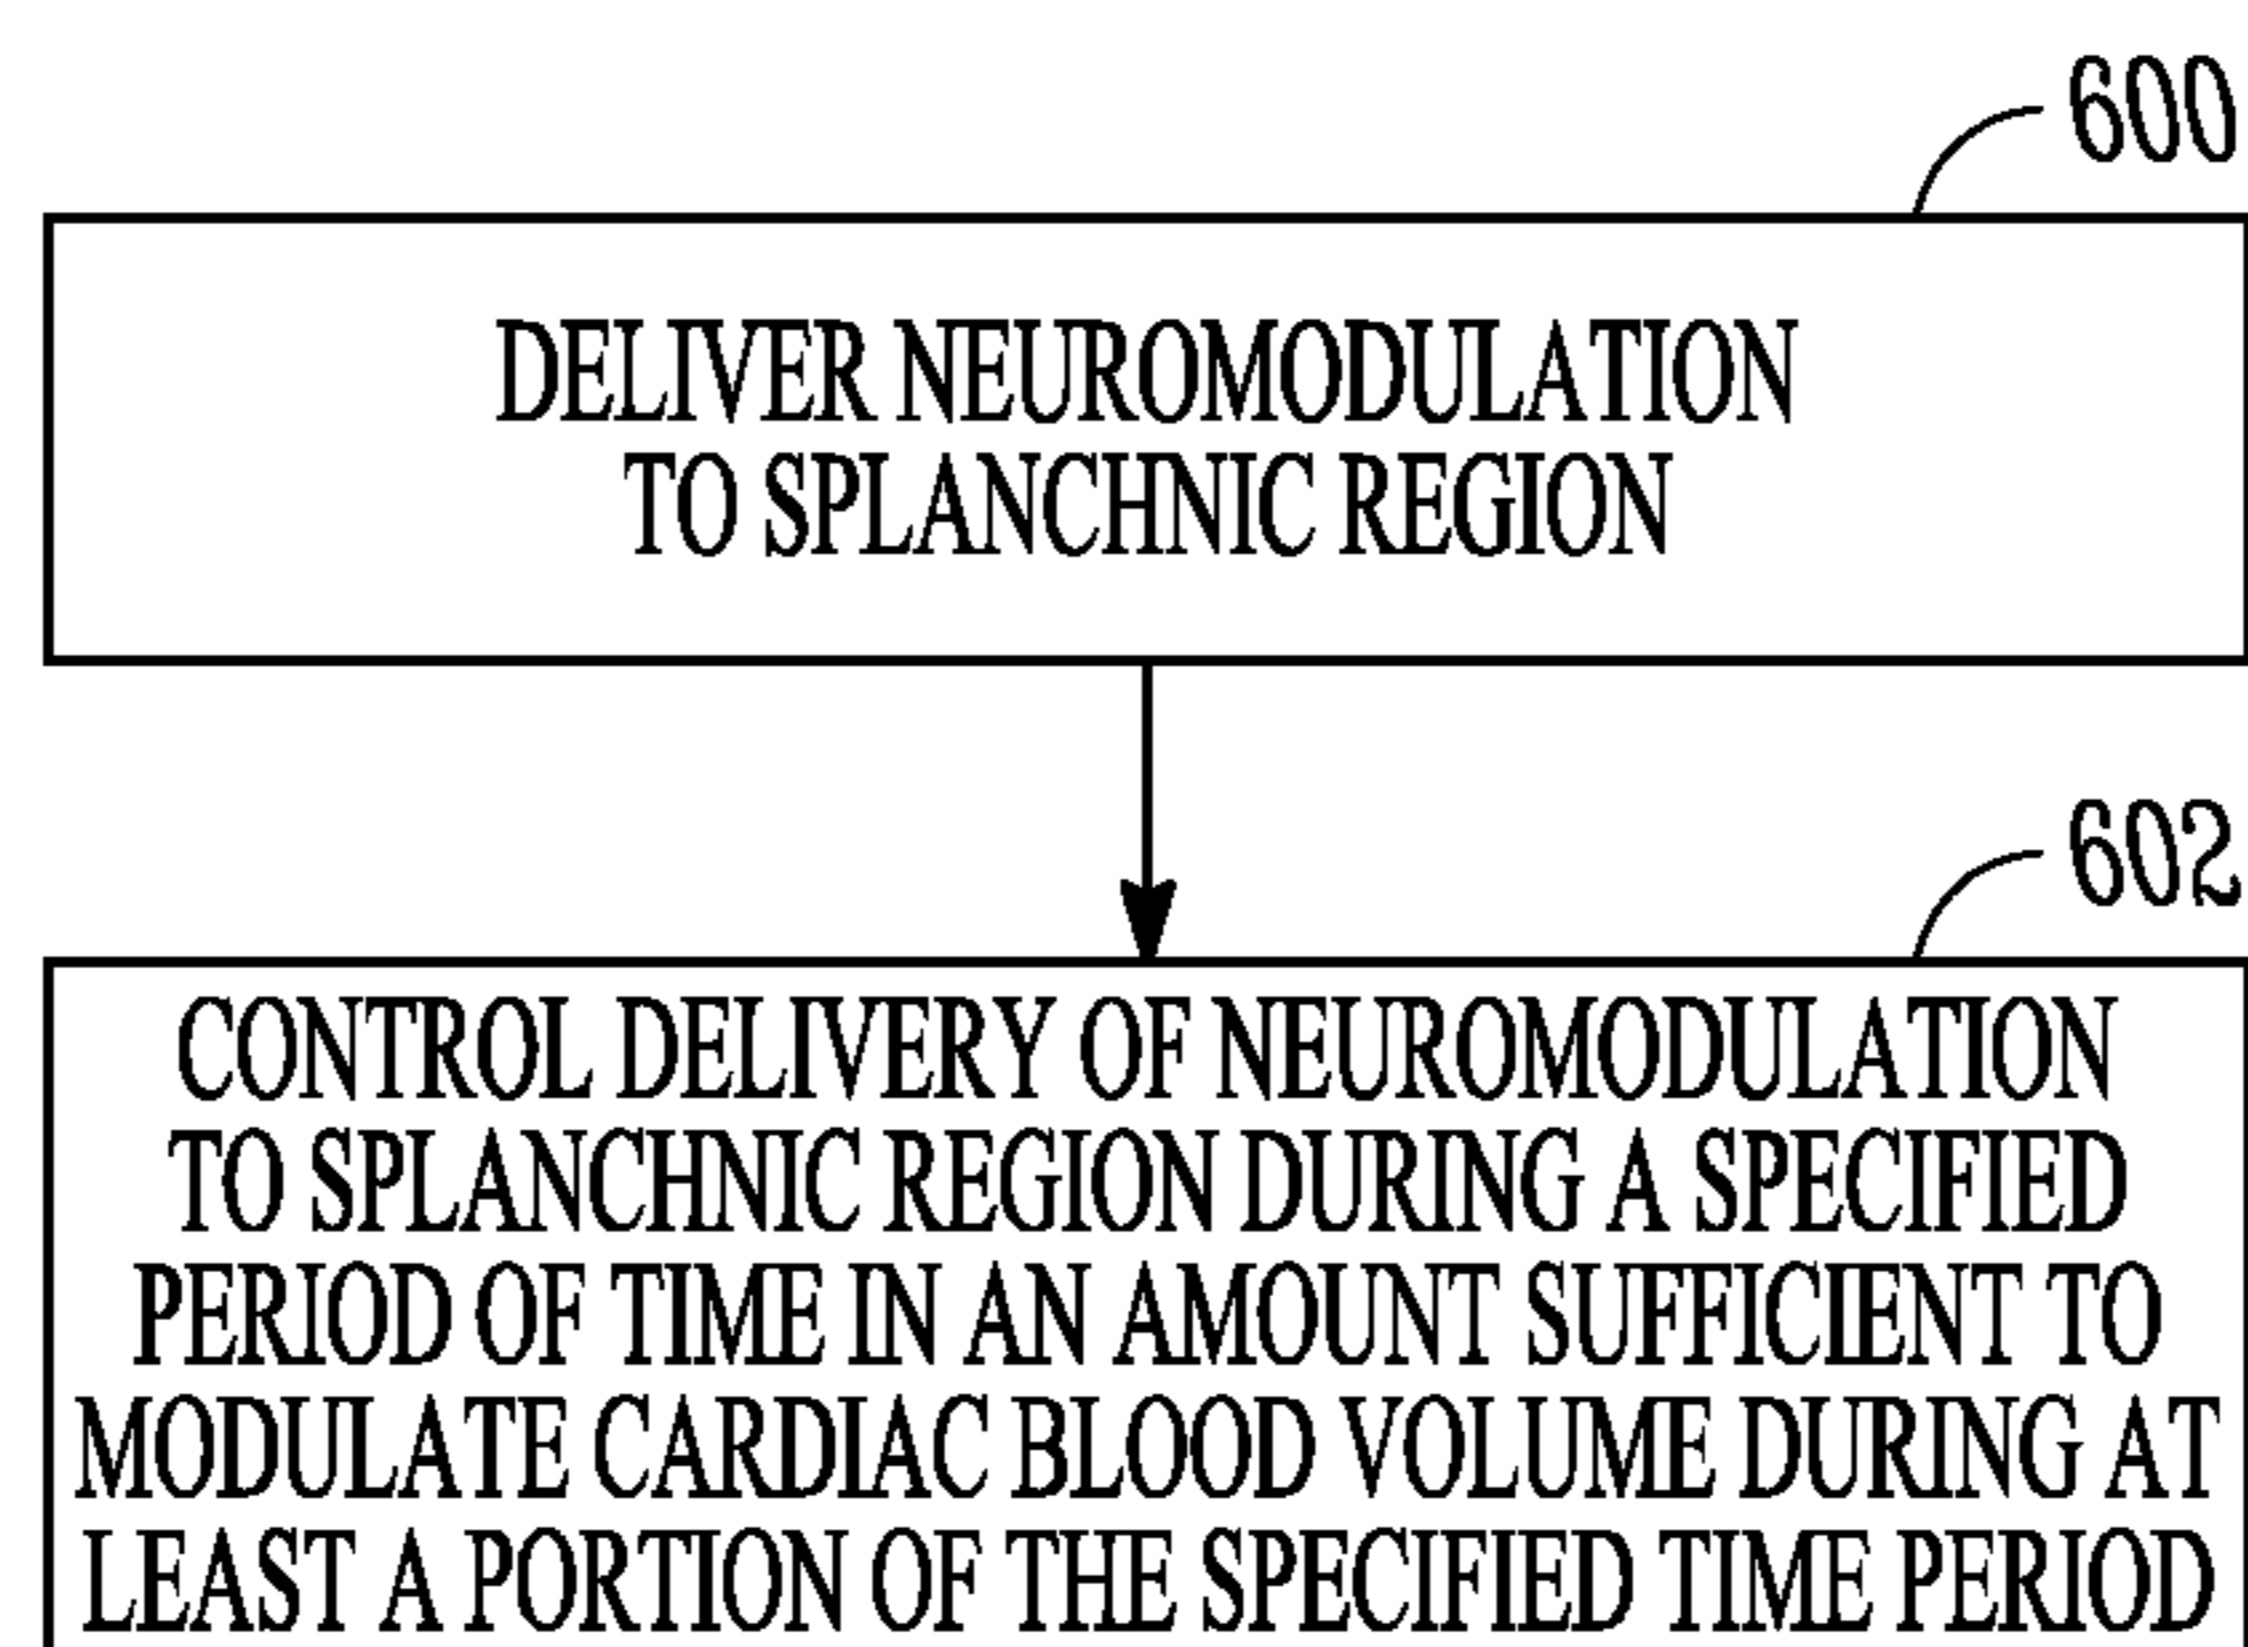 600
DELIVER NEUROMODULATION
TO SPLANCHNIC REGION
602
CONTROL DELIVERY OF NEUROMODULATION
TO SPLANCHNIC REGION DURING A SPECIFIED
PERIOD OF TIME IN AN AMOUNT SUFFICIENT TO
MODULATE CARDIAC BLOOD VOLUME DURING AT
LEAST A PORTION OF THE SPECIFIED TIME PERIOD